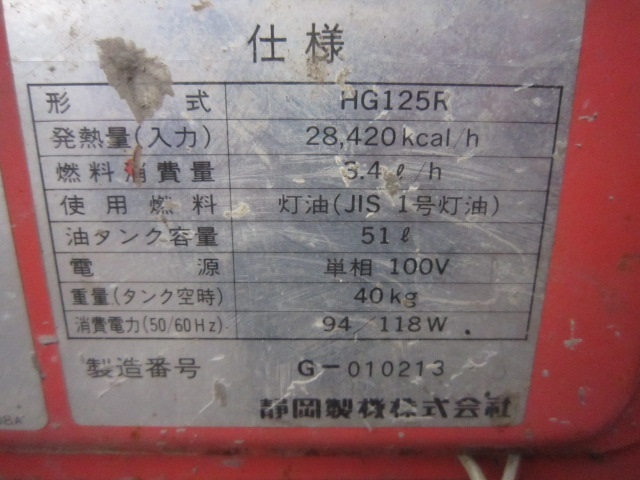 仕様
形式 HG125R
発熱量(入力) 28,420kcal/h
燃料消費量 3.4ℓ/h
使用燃料 灯油(JIS 1号灯油)
油タンク容量 51ℓ
電源 単相 100V
重量(タンク空時) 40kg
消費電力(50/60Hz) 94/118W
製造番号 G-010213
静岡製機株式会社